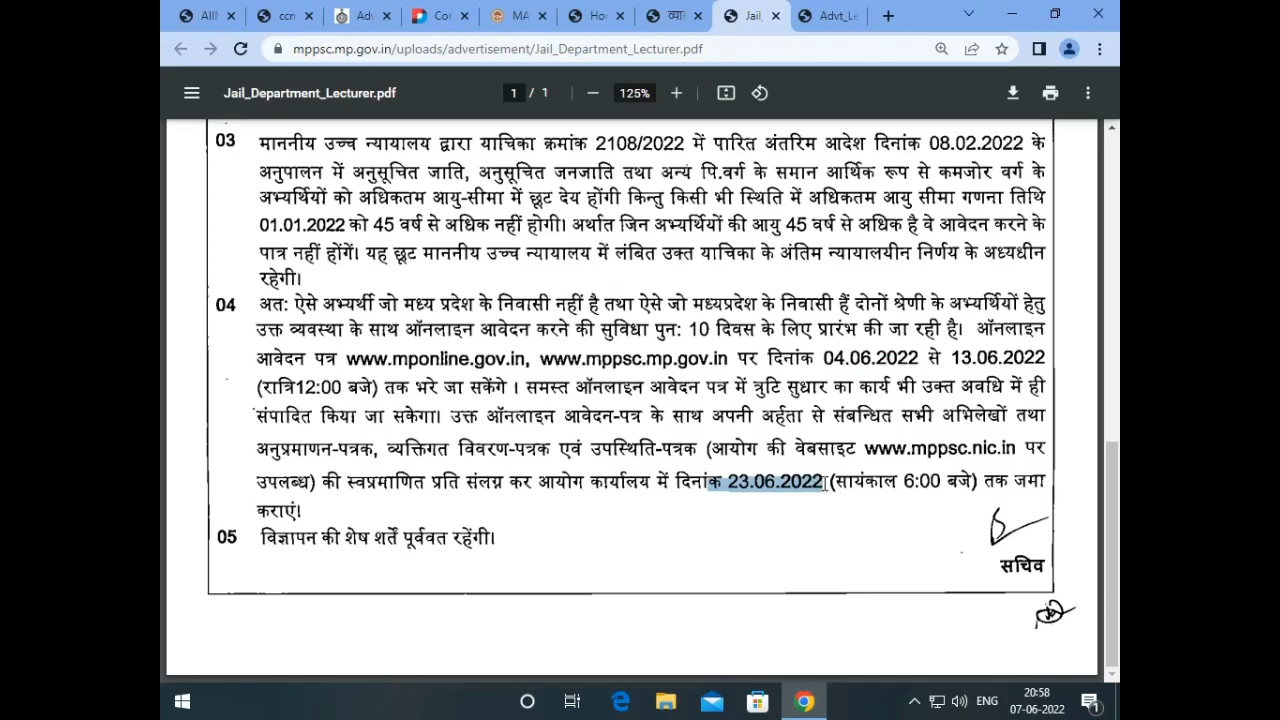 AllI
ccn
Adv
Cor
MA
Ho
व्या
Jail_
Advt_Le
mppsc.mp.gov.in/uploads/advertisement/Jail_Department_Lecturer.pdf
Jail_Department_Lecturer.pdf
1 / 1
125%
03 माननीय उच्च न्यायालय द्वारा याचिका क्रमांक 2108/2022 में पारित अंतरिम आदेश दिनांक 08.02.2022 के
अनुपालन में अनुसूचित जाति, अनुसूचित जनजाति तथा अन्य पि.वर्ग के समान आर्थिक रूप से कमजोर वर्ग के
अभ्यर्थियों को अधिकतम आयु-सीमा में छूट देय होंगी किन्तु किसी भी स्थिति में अधिकतम आयु सीमा गणना तिथि
01.01.2022 को 45 वर्ष से अधिक नहीं होगी। अर्थात जिन अभ्यर्थियों की आयु 45 वर्ष से अधिक है वे आवेदन करने के
पात्र नहीं होंगें। यह छूट माननीय उच्च न्यायालय में लंबित उक्त याचिका के अंतिम न्यायालयीन निर्णय के अध्यधीन
रहेगी।
04 अत: ऐसे अभ्यर्थी जो मध्य प्रदेश के निवासी नहीं है तथा ऐसे जो मध्यप्रदेश के निवासी हैं दोनों श्रेणी के अभ्यर्थियों हेतु
उक्त व्यवस्था के साथ ऑनलाइन आवेदन करने की सुविधा पुन: 10 दिवस के लिए प्रारंभ की जा रही है। ऑनलाइन
आवेदन पत्र www.mponline.gov.in, www.mppsc.mp.gov.in पर दिनांक 04.06.2022 से 13.06.2022
(रात्रि12:00 बजे) तक भरे जा सकेंगे । समस्त ऑनलाइन आवेदन पत्र में त्रुटि सुधार का कार्य भी उक्त अवधि में ही
संपादित किया जा सकेगा। उक्त ऑनलाइन आवेदन-पत्र के साथ अपनी अर्हता से संबन्धित सभी अभिलेखों तथा
अनुप्रमाणन-पत्रक, व्यक्तिगत विवरण-पत्रक एवं उपस्थिति-पत्रक (आयोग की वेबसाइट www.mppsc.nic.in पर
उपलब्ध) की स्वप्रमाणित प्रति संलग्न कर आयोग कार्यालय में दिनांक 23.06.2022 (सायंकाल 6:00 बजे) तक जमा
कराएं।
05 विज्ञापन की शेष शर्तें पूर्ववत रहेंगी।
सचिव
ENG
20:58
07-06-2022
1